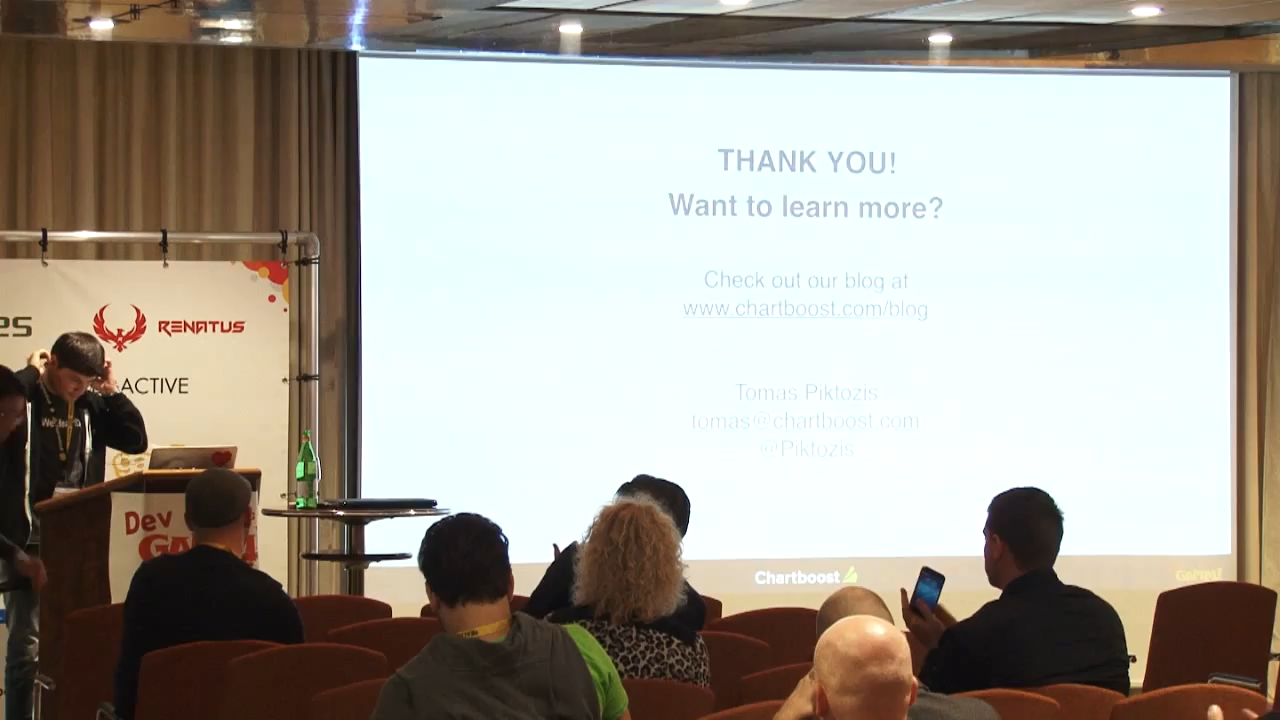 THANK YOU!
Want to learn more?
Check out our blog at
www.chartboost.com/blog
Tomas Piktozis
tomas@chartboost.com
@Piktozis
Chartboost
RENATUS
ACTIVE
Dev